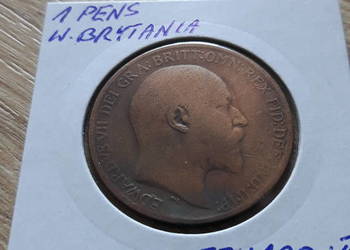 1 PENS
W. BRYTANIA
EDWARDVS VII DEI GRA: BRITT: OMN: REX FID: DEF: IND: IMP: